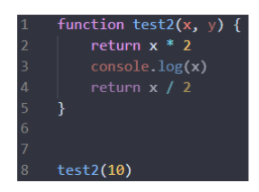 1 function test2(x, y) {
2     return x * 2
3     console.log(x)
4     return x / 2
5 }
6
7
8 test2(10)